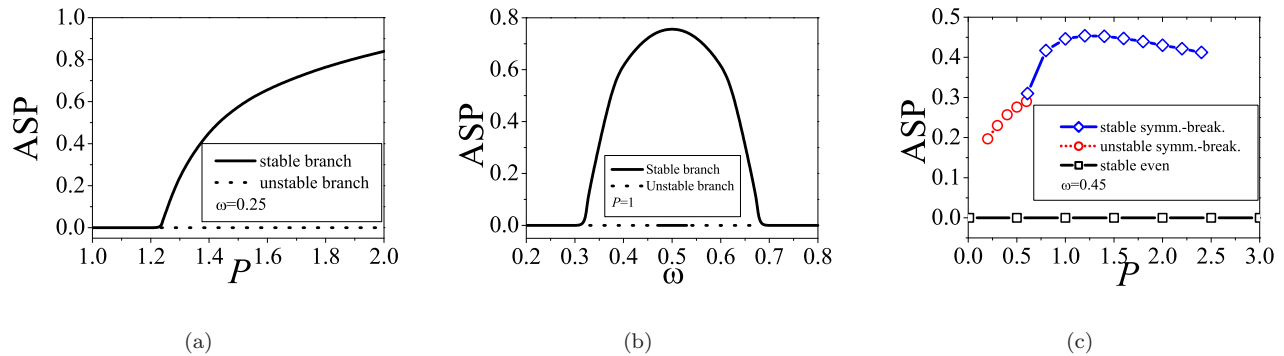 ASP
1.0
0.8
0.6
0.4
0.2
0.0
stable branch
unstable branch
ω=0.25
1.0 1.2 1.4 1.6 1.8 2.0
P
(a)
ASP
0.8
0.6
0.4
0.2
0.0
Stable branch
Unstable branch
P=1
0.2 0.3 0.4 0.5 0.6 0.7 0.8
ω
(b)
ASP
0.5
0.4
0.3
0.2
0.1
0.0
stable symm.-break.
unstable symm.-break.
stable even
ω=0.45
0.0 0.5 1.0 1.5 2.0 2.5 3.0
P
(c)